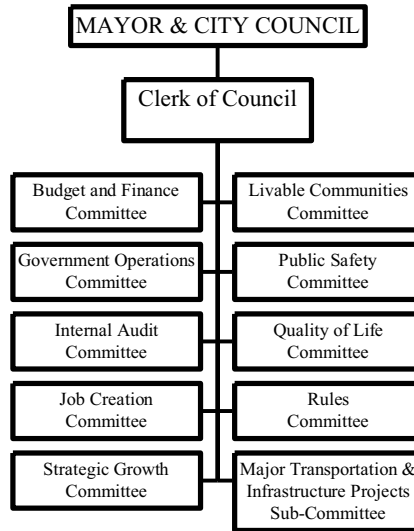 MAYOR & CITY COUNCIL
Clerk of Council
Budget and Finance
Committee
Livable Communities
Committee
Government Operations
Committee
Public Safety
Committee
Internal Audit
Committee
Quality of Life
Committee
Job Creation
Committee
Rules
Committee
Strategic Growth
Committee
Major Transportation &
Infrastructure Projects
Sub-Committee